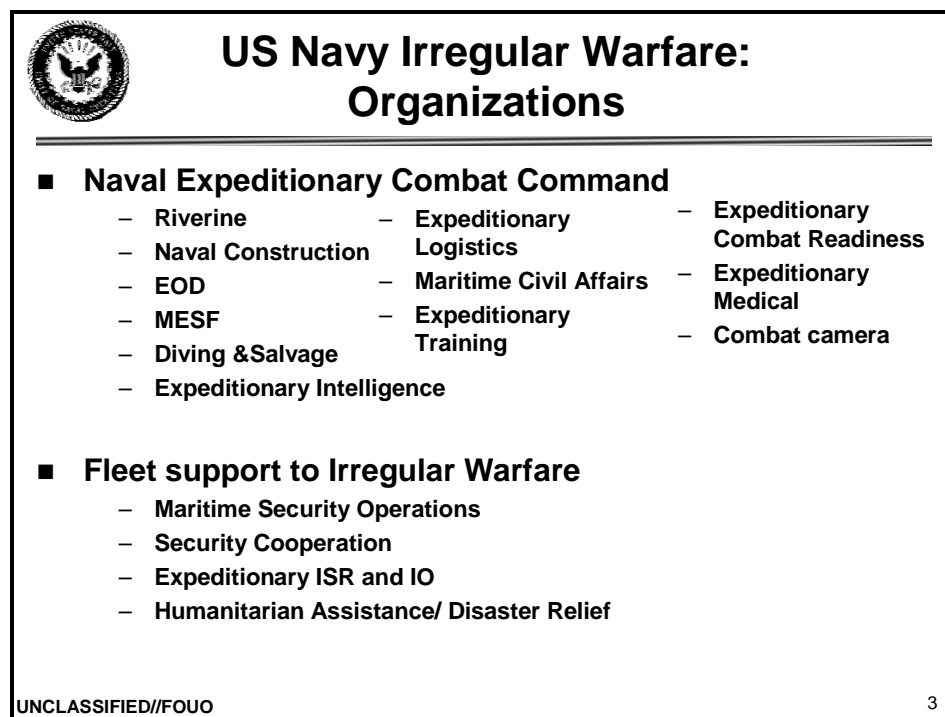 US Navy Irregular Warfare:
Organizations
■ Naval Expeditionary Combat Command
– Riverine
– Naval Construction
– EOD
– MESF
– Diving &Salvage
– Expeditionary Intelligence
– Expeditionary
Logistics
– Maritime Civil Affairs
– Expeditionary
Training
– Expeditionary
Combat Readiness
– Expeditionary
Medical
– Combat camera
■ Fleet support to Irregular Warfare
– Maritime Security Operations
– Security Cooperation
– Expeditionary ISR and IO
– Humanitarian Assistance/ Disaster Relief
UNCLASSIFIED//FOUO
3